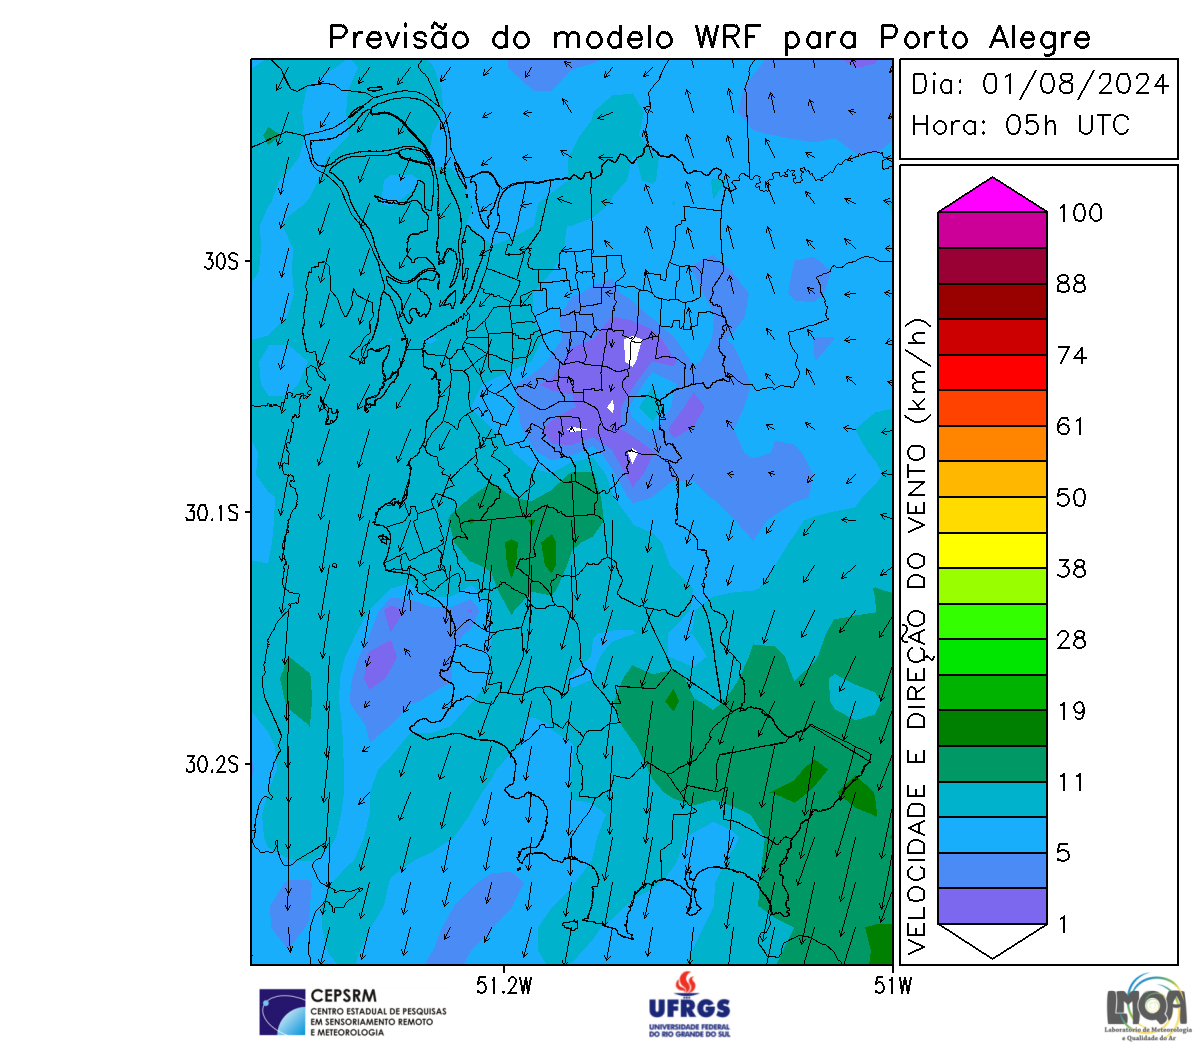 Previsão do modelo WRF para Porto Alegre
Dia: 01/08/2024
Hora: 05h UTC
30S
30.1S
30.2S
51.2W
51W
VELOCIDADE E DIREÇÃO DO VENTO (km/h)
100
88
74
61
50
38
28
19
11
5
1
CEPSRM
CENTRO ESTADUAL DE PESQUISAS
EM SENSORIAMENTO REMOTO
E METEOROLOGIA
UFRGS
UNIVERSIDADE FEDERAL
DO RIO GRANDE DO SUL
LMQA
Laboratório de Meteorologia
e Qualidade do Ar